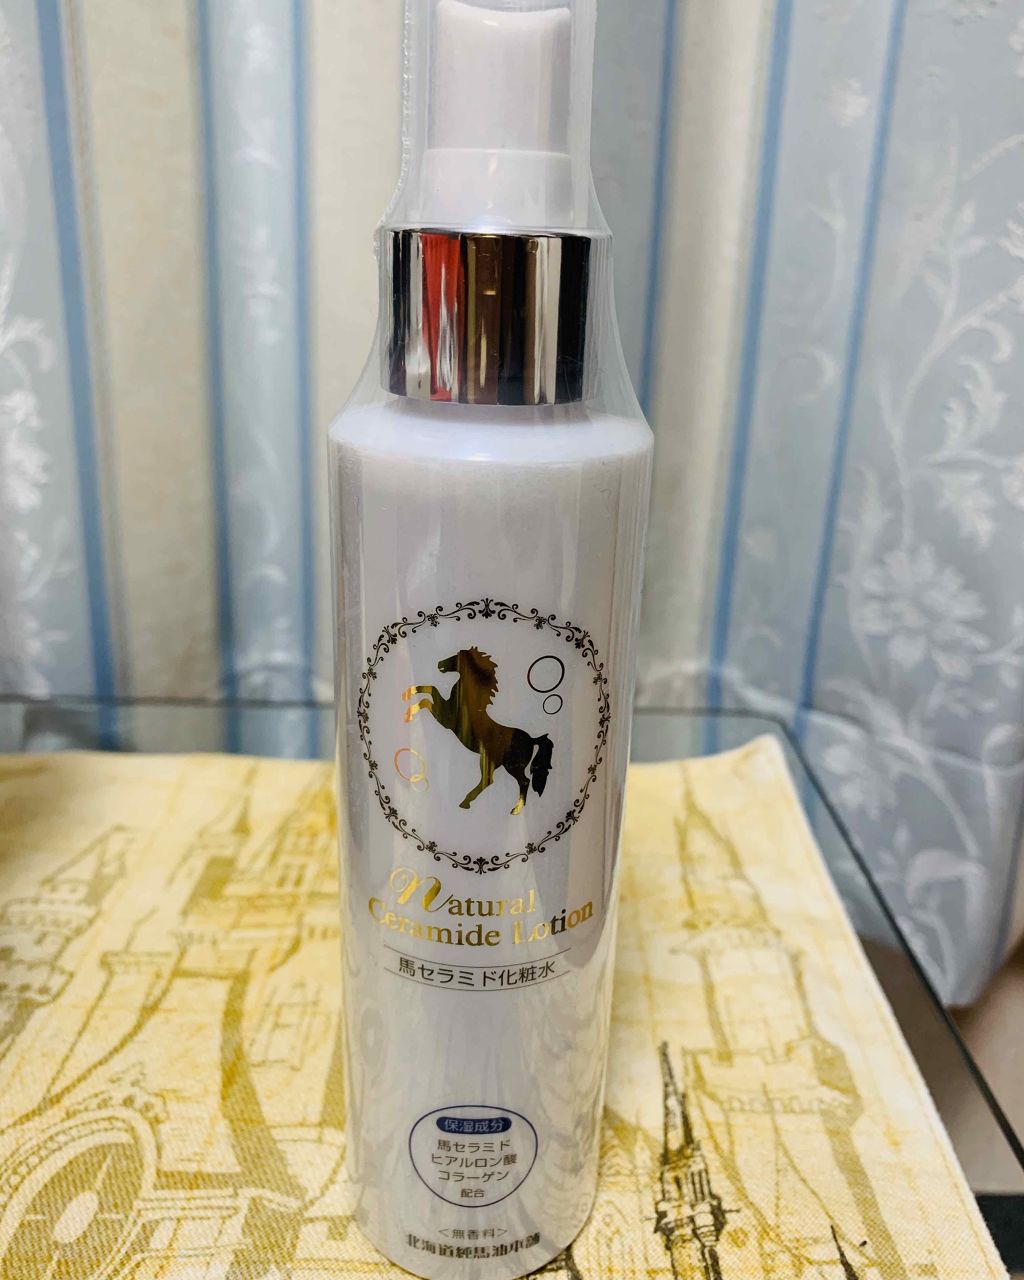 Natural
Ceramide Lotion
馬セラミド化粧水
保湿成分
馬セラミド
ヒアルロン酸
コラーゲン
配合
＜無香料＞
北海道純馬油本舗